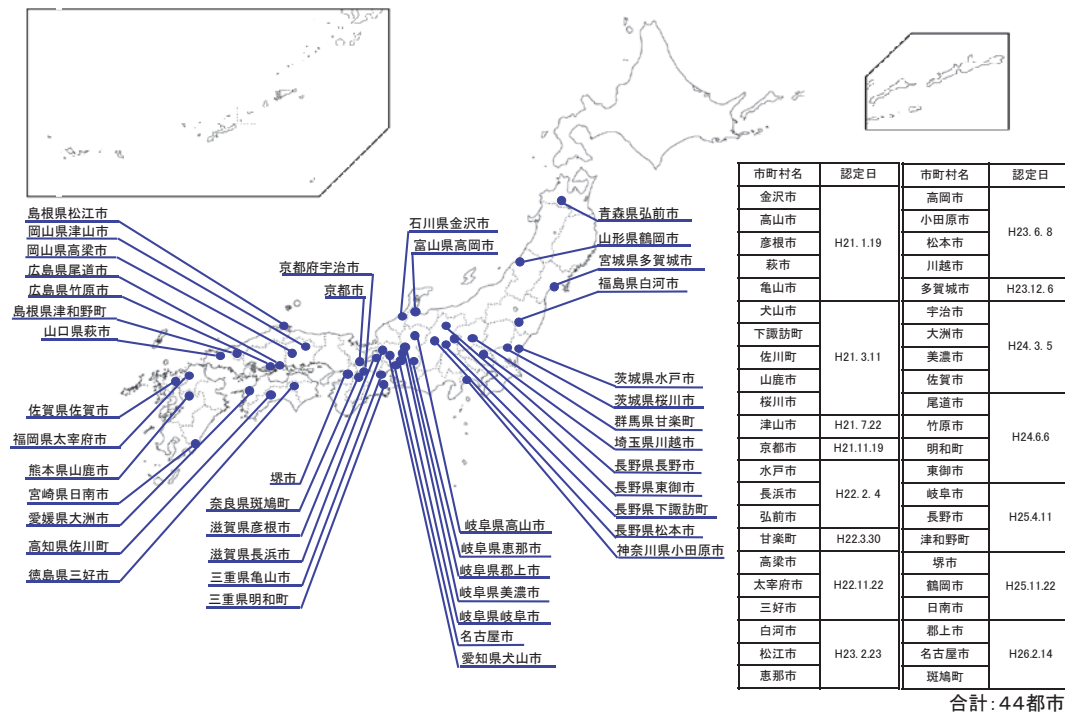 島根県松江市
岡山県津山市
岡山県高梁市
広島県尾道市
広島県竹原市
島根県津和野町
山口県萩市
佐賀県佐賀市
福岡県太宰府市
熊本県山鹿市
宮崎県日南市
愛媛県大洲市
高知県佐川町
徳島県三好市
京都府宇治市
京都市
石川県金沢市
富山県高岡市
堺市
奈良県斑鳩町
滋賀県彦根市
滋賀県長浜市
三重県亀山市
三重県明和町
岐阜県高山市
岐阜県恵那市
岐阜県郡上市
岐阜県美濃市
岐阜県岐阜市
名古屋市
愛知県犬山市
青森県弘前市
山形県鶴岡市
宮城県多賀城市
福島県白河市
茨城県水戸市
茨城県桜川市
群馬県甘楽町
埼玉県川越市
長野県長野市
長野県東御市
長野県下諏訪町
長野県松本市
神奈川県小田原市
市町村名 認定日
金沢市 H21.1.19
高山市
彦根市
萩市
亀山市
犬山市 H21.3.11
下諏訪町
佐川町
山鹿市
桜川市
津山市 H21.7.22
京都市 H21.11.19
水戸市 H22.2.4
長浜市
弘前市
甘楽町 H22.3.30
高梁市 H22.11.22
太宰府市
三好市
白河市 H23.2.23
松江市
恵那市
市町村名 認定日
高岡市 H23.6.8
小田原市
松本市
川越市
多賀城市 H23.12.6
宇治市 H24.3.5
大洲市
美濃市
佐賀市
尾道市 H24.6.6
竹原市
明和町
東御市
岐阜市 H25.4.11
長野市
津和野町
堺市 H25.11.22
鶴岡市
日南市
郡上市 H26.2.14
名古屋市
斑鳩町
合計:44都市